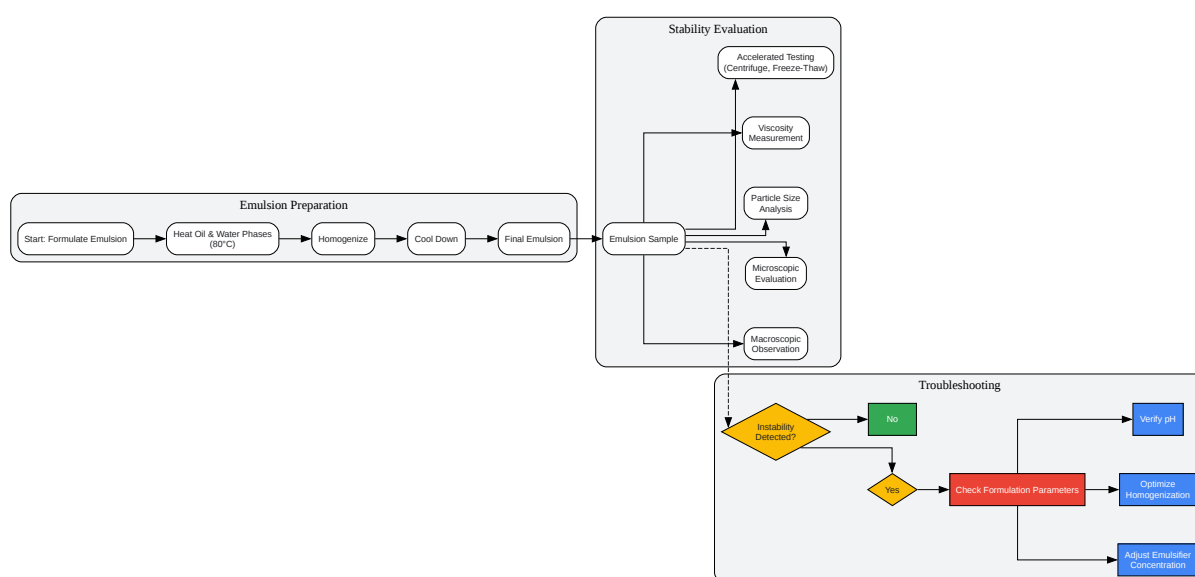 Stability Evaluation
Accelerated Testing
(Centrifuge, Freeze-Thaw)
Viscosity
Measurement
Particle Size
Analysis
Emulsion Preparation
Start: Formulate Emulsion
Heat Oil & Water Phases
(80°C)
Homogenize
Cool Down
Final Emulsion
Emulsion Sample
Microscopic
Evaluation
Macroscopic
Observation
Troubleshooting
Instability
Detected?
No
Verify pH
Yes
Check Formulation Parameters
Optimize
Homogenization
Adjust Emulsifier
Concentration